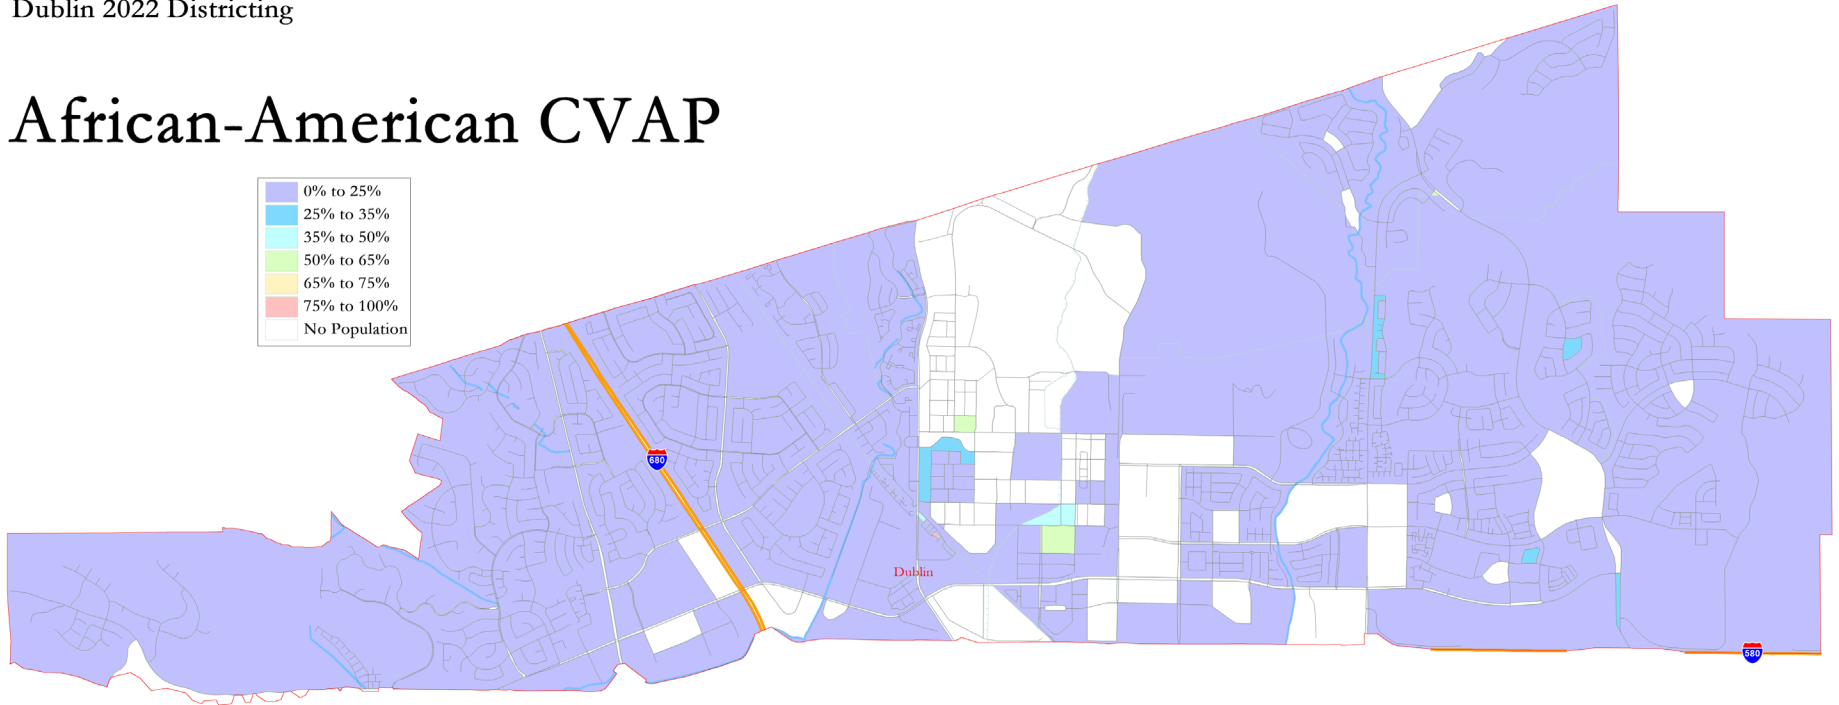 Dublin 2022 Districting
African-American CVAP
0% to 25%
25% to 35%
35% to 50%
50% to 65%
65% to 75%
75% to 100%
No Population
680
Dublin
580